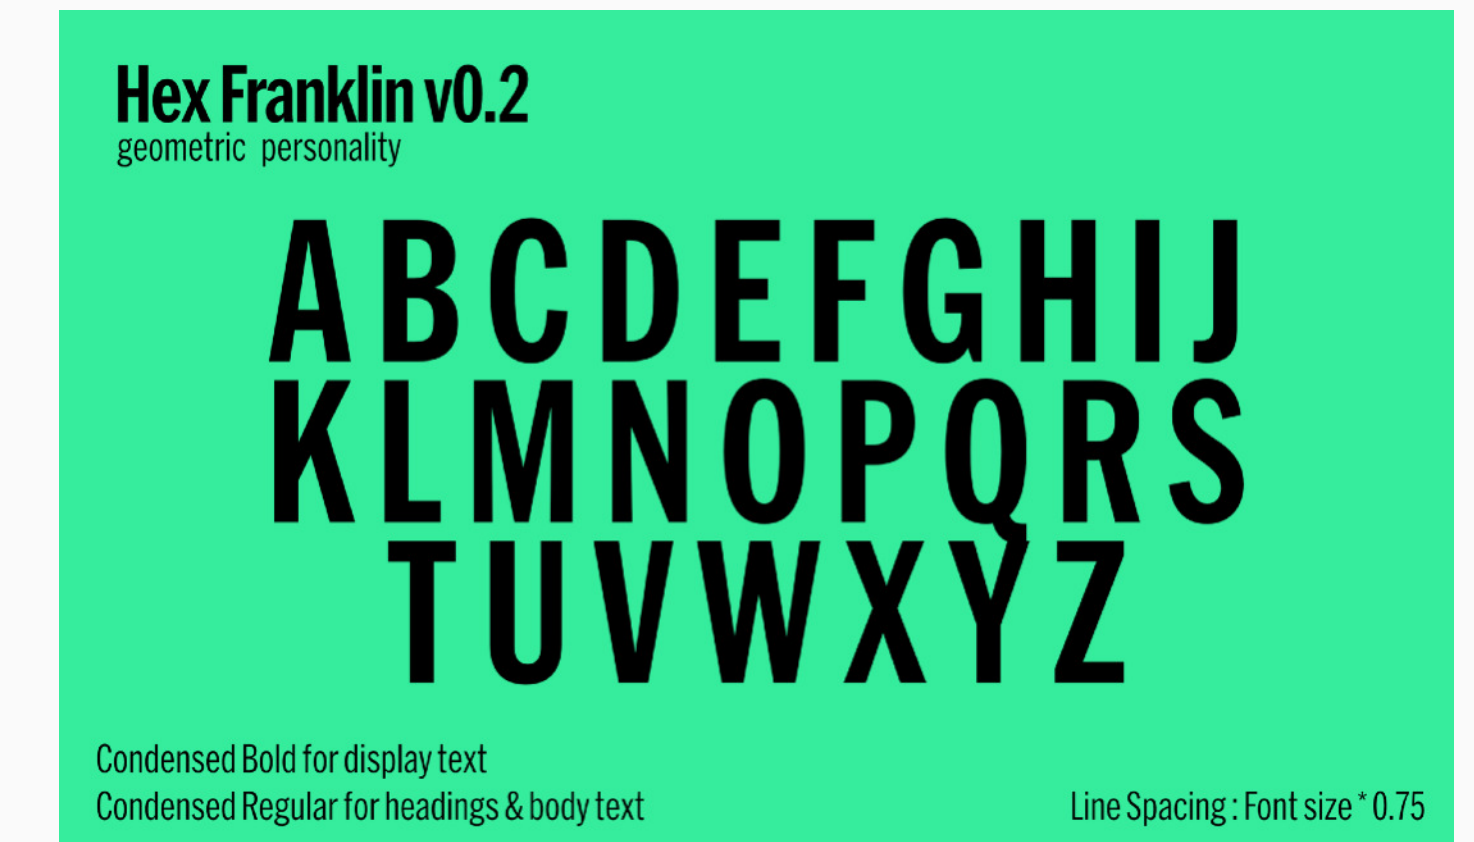 Hex Franklin v0.2
geometric personality
ABCDEFGHIJ
KLMNOPQRS
TUVWXYZ
Condensed Bold for display text
Condensed Regular for headings & body text
Line Spacing : Font size * 0.75